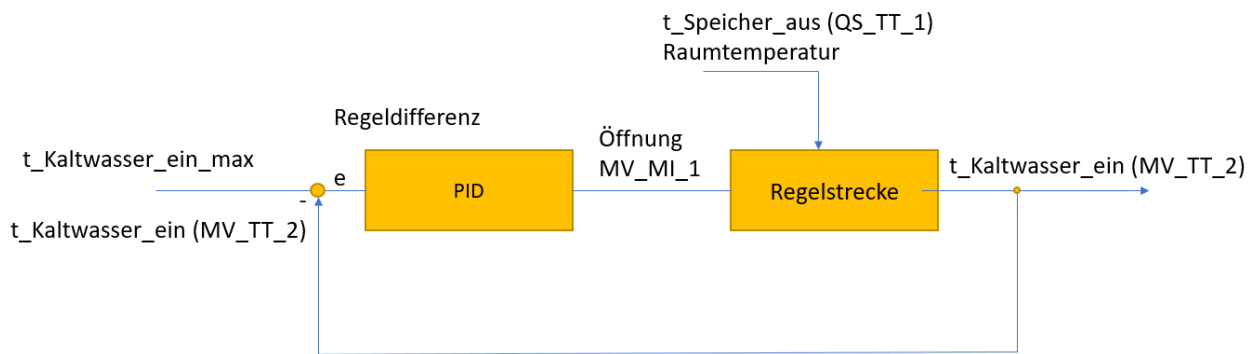 t_Speicher_aus (QS_TT_1)
Raumtemperatur
Regeldifferenz
Öffnung
MV_MI_1
t_Kaltwasser_ein_max
e
PID
Regelstrecke
t_Kaltwasser_ein (MV_TT_2)
-
t_Kaltwasser_ein (MV_TT_2)